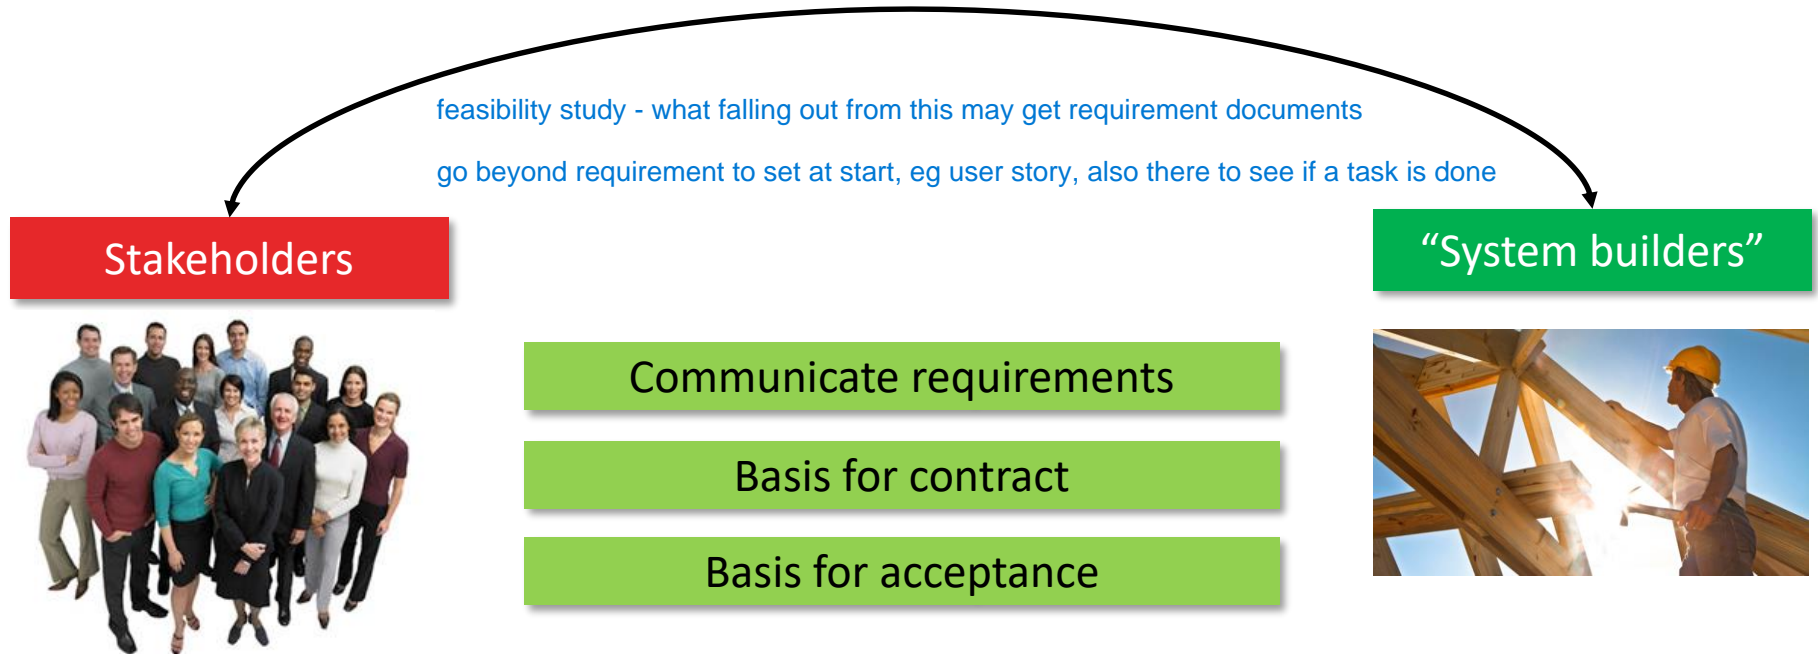 feasibility study - what falling out from this may get requirement documents
go beyond requirement to set at start, eg user story, also there to see if a task is done
Stakeholders
“System builders”
Communicate requirements
Basis for contract
Basis for acceptance